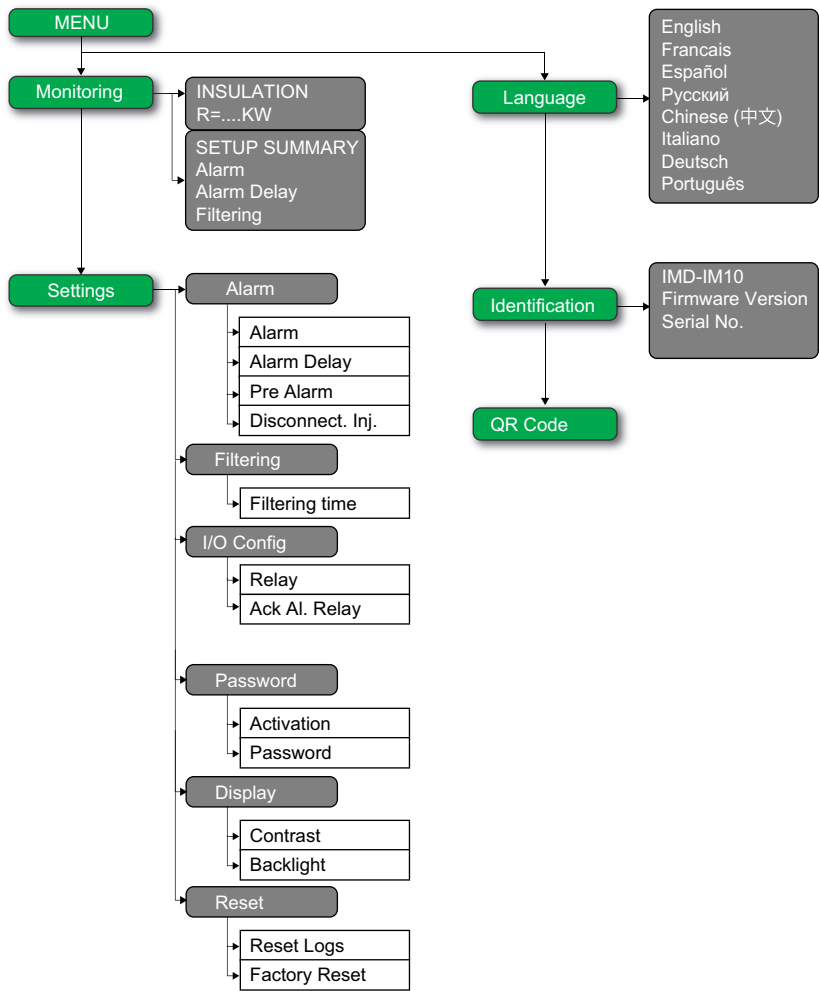 MENU
Monitoring
INSULATION
R=....KW
SETUP SUMMARY
Alarm
Alarm Delay
Filtering
Settings
Alarm
Alarm
Alarm Delay
Pre Alarm
Disconnect. Inj.
Filtering
Filtering time
I/O Config
Relay
Ack Al. Relay
Password
Activation
Password
Display
Contrast
Backlight
Reset
Reset Logs
Factory Reset
Language
English
Francais
Español
Русский
Chinese (中文)
Italiano
Deutsch
Português
Identification
IMD-IM10
Firmware Version
Serial No.
QR Code